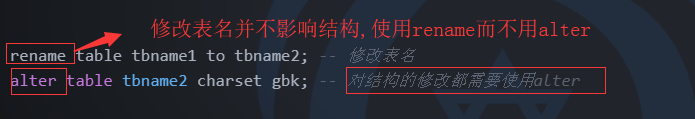 修改表名并不影响结构,使用rename而不用alter
rename table tbname1 to tbname2; -- 修改表名
alter table tbname2 charset gbk; -- 对结构的修改都需要使用alter